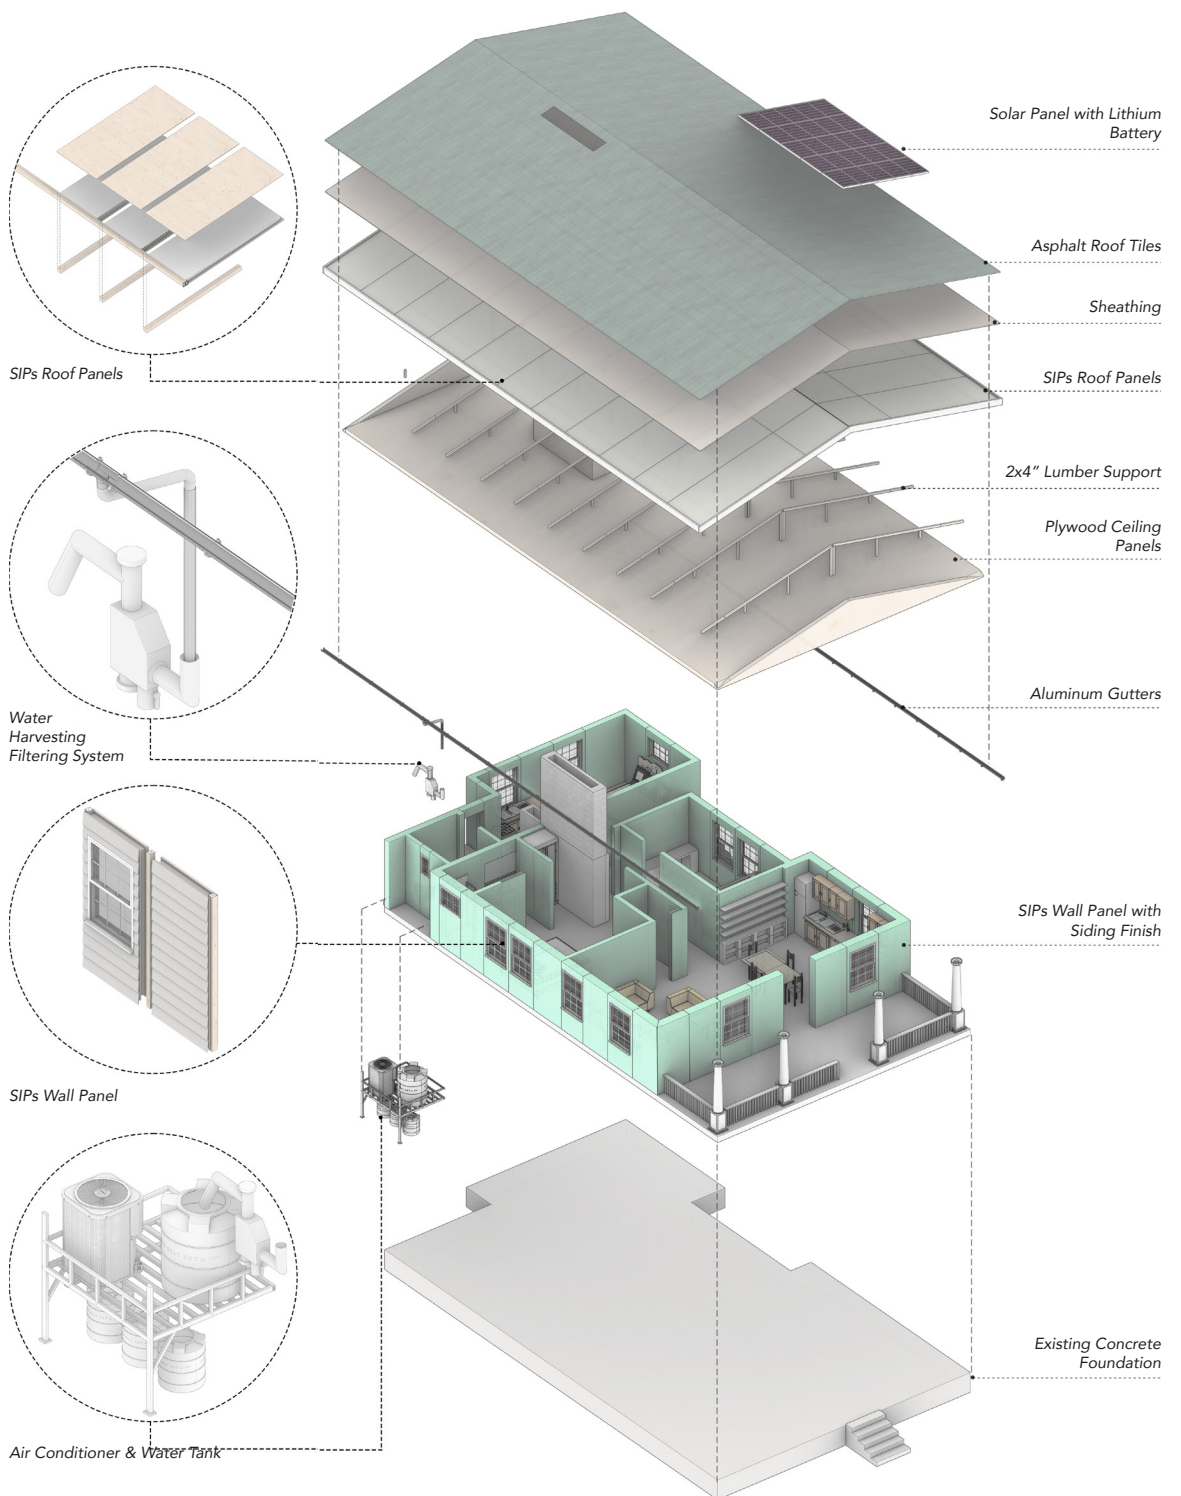 Solar Panel with Lithium
Battery
Asphalt Roof Tiles
Sheathing
SIPs Roof Panels
SIPs Roof Panels
2x4” Lumber Support
Plywood Ceiling
Panels
Aluminum Gutters
Water
Harvesting
Filtering System
SIPs Wall Panel with
Siding Finish
SIPs Wall Panel
Existing Concrete
Foundation
Air Conditioner & Water Tank